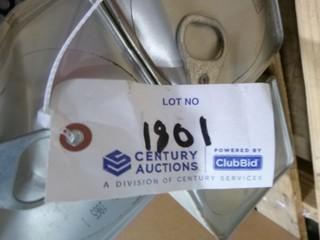 LOT NO
1901
CENTURY
AUCTIONS
POWERED BY
ClubBid
A DIVISION OF CENTURY SERVICES